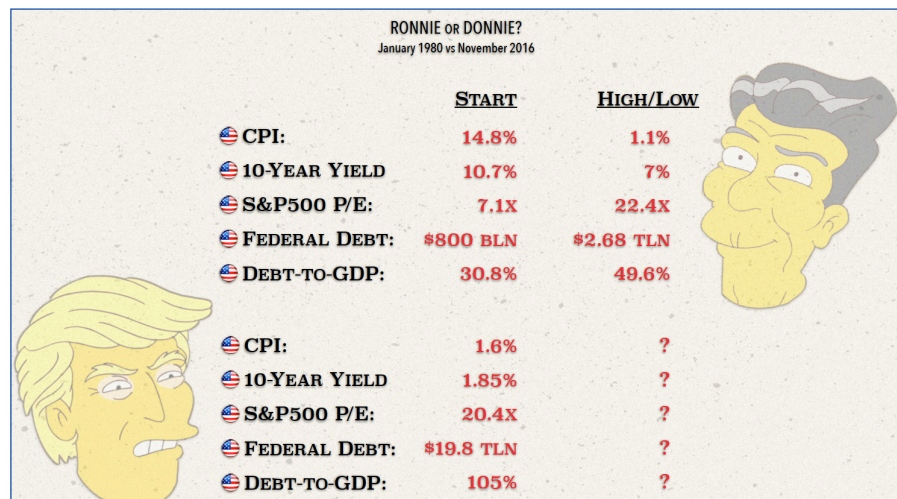 RONNIE OR DONNIE?
January 1980 vs November 2016
START HIGH/LOW
CPI: 14.8% 1.1%
10-YEAR YIELD 10.7% 7%
S&P500 P/E: 7.1X 22.4X
FEDERAL DEBT: $800 BLN $2.68 TLN
DEBT-TO-GDP: 30.8% 49.6%
CPI: 1.6% ?
10-YEAR YIELD 1.85% ?
S&P500 P/E: 20.4X ?
FEDERAL DEBT: $19.8 TLN ?
DEBT-TO-GDP: 105% ?